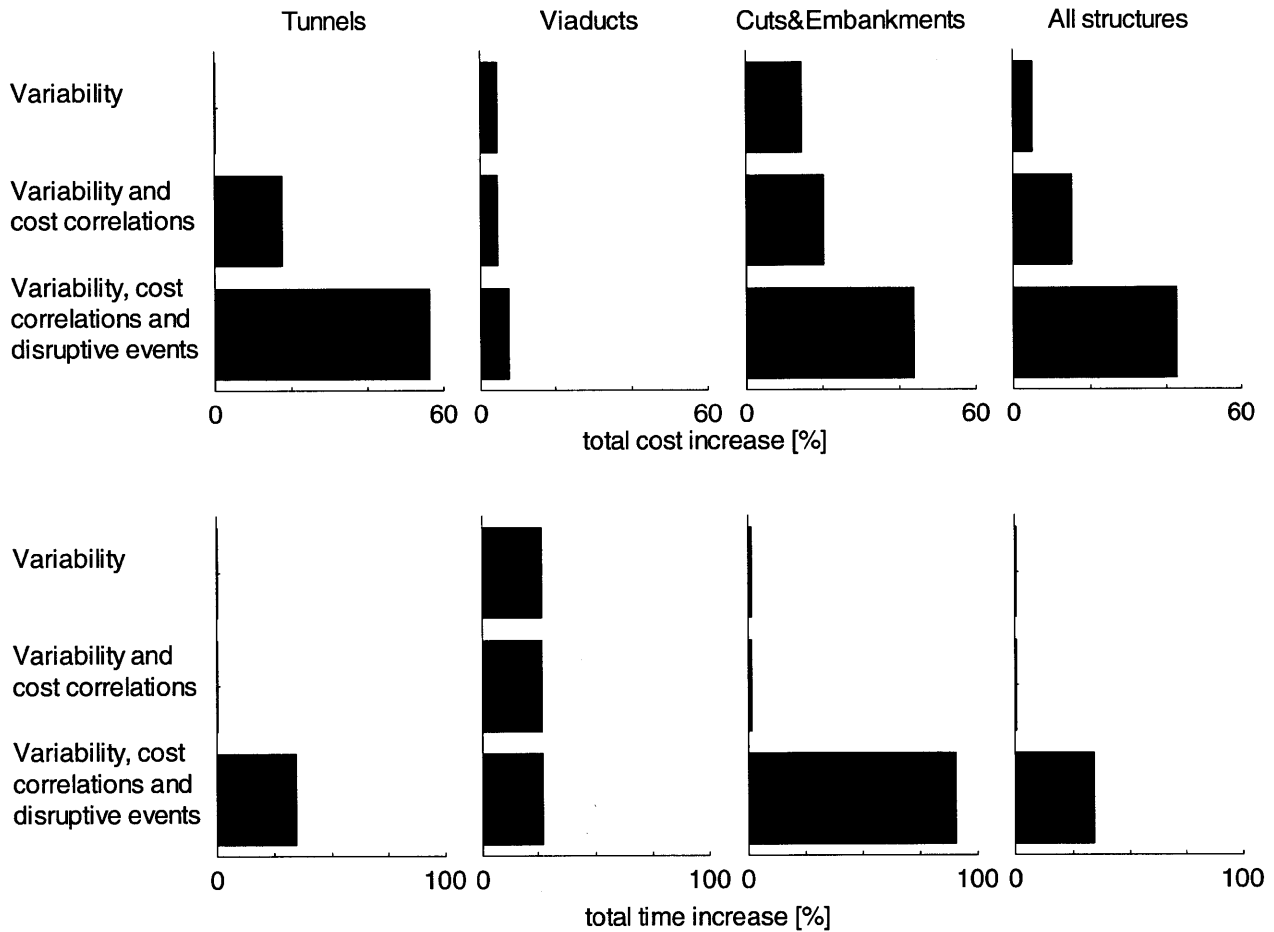 Tunnels
Viaducts
Cuts&Embankments
All structures
Variability
Variability and
cost correlations
Variability, cost
correlations and
disruptive events
0
60
0
60
0
60
0
60
total cost increase [%]
Variability
Variability and
cost correlations
Variability, cost
correlations and
disruptive events
0
100
0
100
0
100
0
100
total time increase [%]